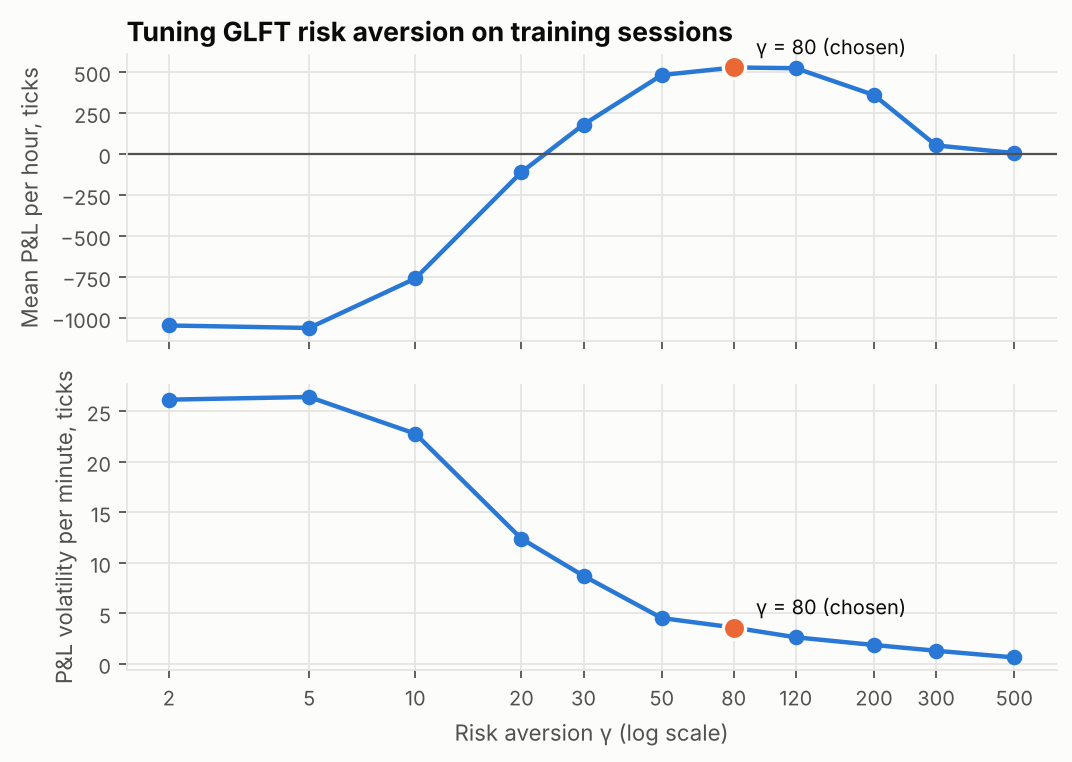 Tuning GLFT risk aversion on training sessions
γ = 80 (chosen)
Mean P&L per hour, ticks
500
250
0
−250
−500
−750
−1000
P&L volatility per minute, ticks
25
20
15
10
5
0
γ = 80 (chosen)
2 5 10 20 30 50 80 120 200 300 500
Risk aversion γ (log scale)